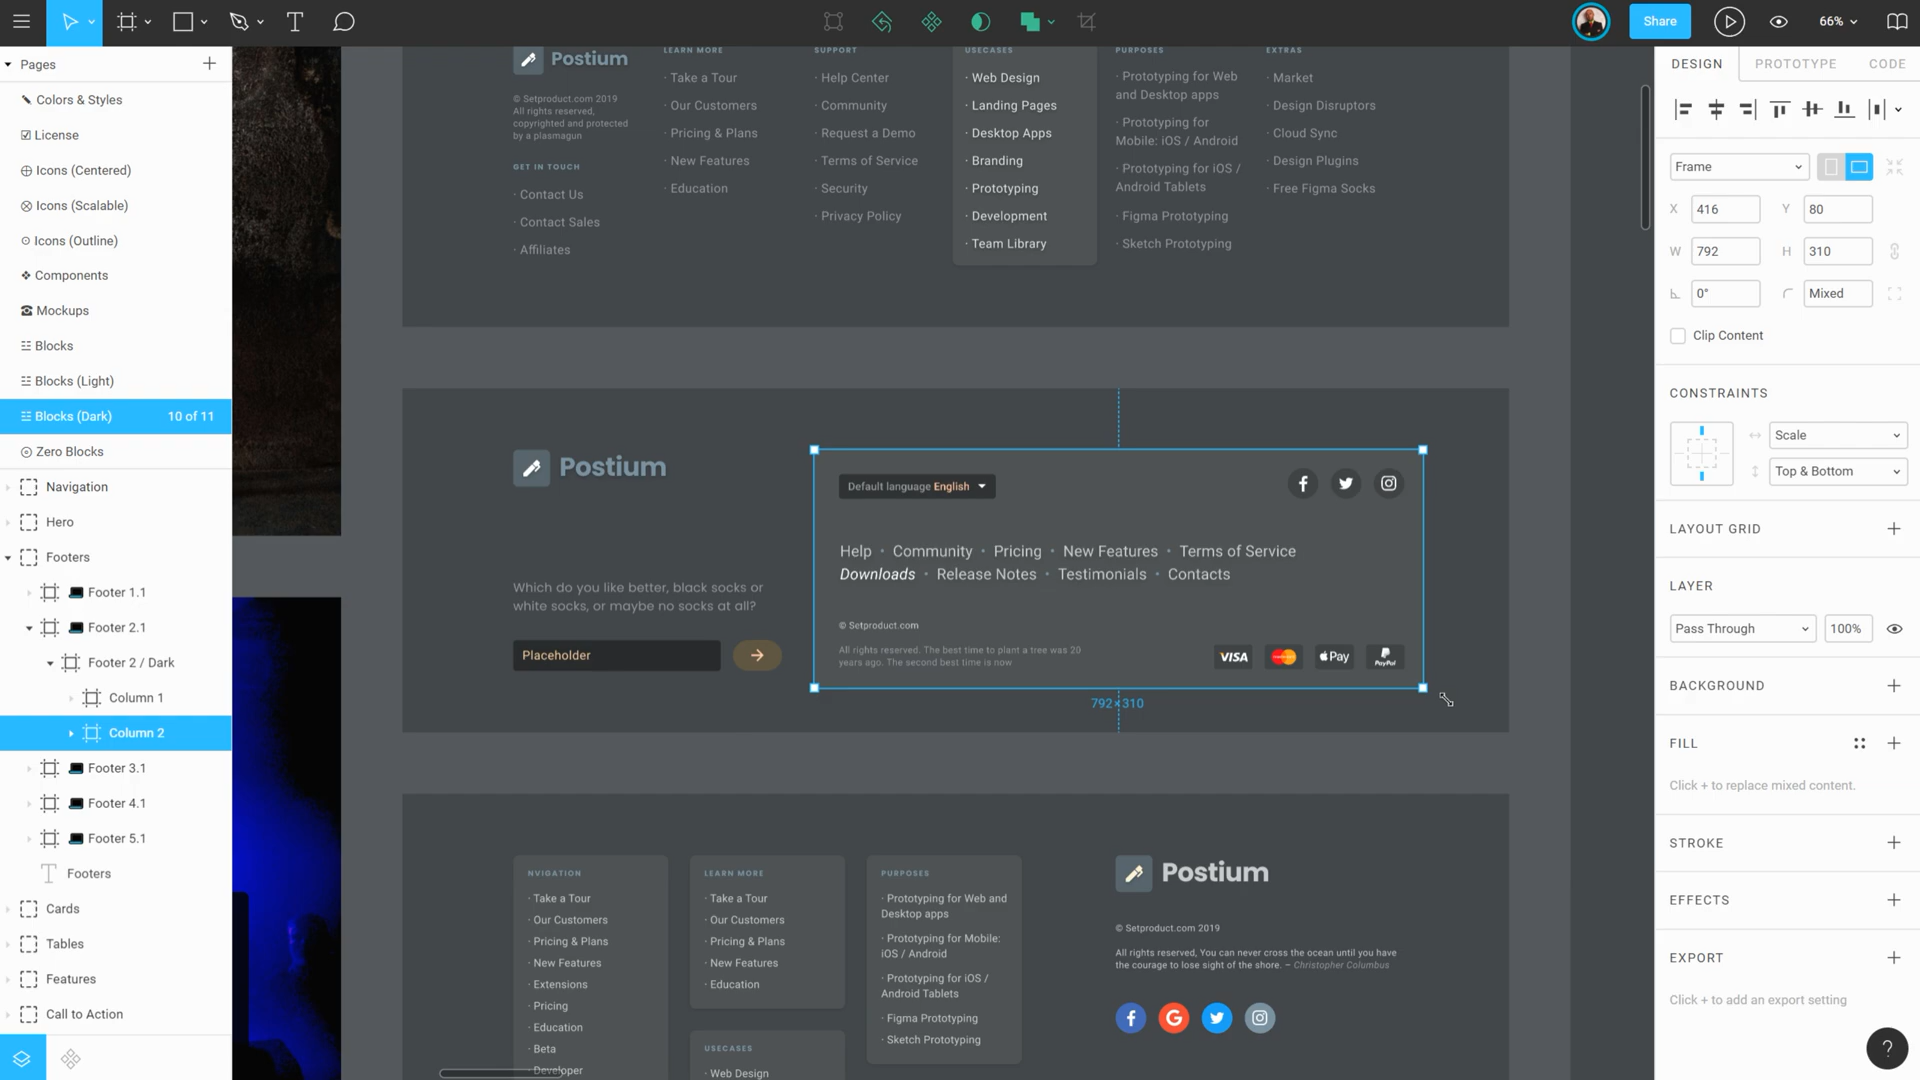 Share
66%
Pages
Colors & Styles
License
Icons (Centered)
Icons (Scalable)
Icons (Outline)
Components
Mockups
Blocks
Blocks (Light)
Blocks (Dark)
10 of 11
Zero Blocks
Navigation
Hero
Footers
Footer 1.1
Footer 2.1
Footer 2 / Dark
Column 1
Column 2
Footer 3.1
Footer 4.1
Footer 5.1
Footers
Cards
Tables
Features
Call to Action
Postium
© Setproduct.com 2019
All rights reserved,
copyrighted and protected
by a plasmagun
GET IN TOUCH
· Contact Us
· Contact Sales
· Affiliates
LEARN MORE
· Take a Tour
· Our Customers
· Pricing & Plans
· New Features
· Education
SUPPORT
· Help Center
· Community
· Request a Demo
· Terms of Service
· Security
· Privacy Policy
USECASES
· Web Design
· Landing Pages
· Desktop Apps
· Branding
· Prototyping
· Development
· Team Library
PURPOSES
· Prototyping for Web
and Desktop apps
· Prototyping for
Mobile: iOS / Android
· Prototyping for iOS /
Android Tablets
· Figma Prototyping
· Sketch Prototyping
EXTRAS
· Market
· Design Disruptors
· Cloud Sync
· Design Plugins
· Free Figma Socks
Postium
Which do you like better, black socks or
white socks, or maybe no socks at all?
Placeholder
Default language English
Help • Community • Pricing • New Features • Terms of Service
Downloads • Release Notes • Testimonials • Contacts
© Setproduct.com
All rights reserved. The best time to plant a tree was 20
years ago. The second best time is now
VISA
Pay
PayPal
792×310
NVIGATION
· Take a Tour
· Our Customers
· Pricing & Plans
· New Features
· Extensions
· Pricing
· Education
· Beta
· Developer
LEARN MORE
· Take a Tour
· Our Customers
· Pricing & Plans
· New Features
· Education
USECASES
· Web Design
PURPOSES
· Prototyping for Web and
Desktop apps
· Prototyping for Mobile:
iOS / Android
· Prototyping for iOS /
Android Tablets
· Figma Prototyping
· Sketch Prototyping
Postium
© Setproduct.com 2019
All rights reserved, You can never cross the ocean until you have
the courage to lose sight of the shore. – Christopher Columbus
DESIGN
PROTOTYPE
CODE
Frame
X 416
Y 80
W 792
H 310
0°
Mixed
Clip Content
CONSTRAINTS
Scale
Top & Bottom
LAYOUT GRID
LAYER
Pass Through
100%
BACKGROUND
FILL
Click + to replace mixed content.
STROKE
EFFECTS
EXPORT
Click + to add an export setting
?